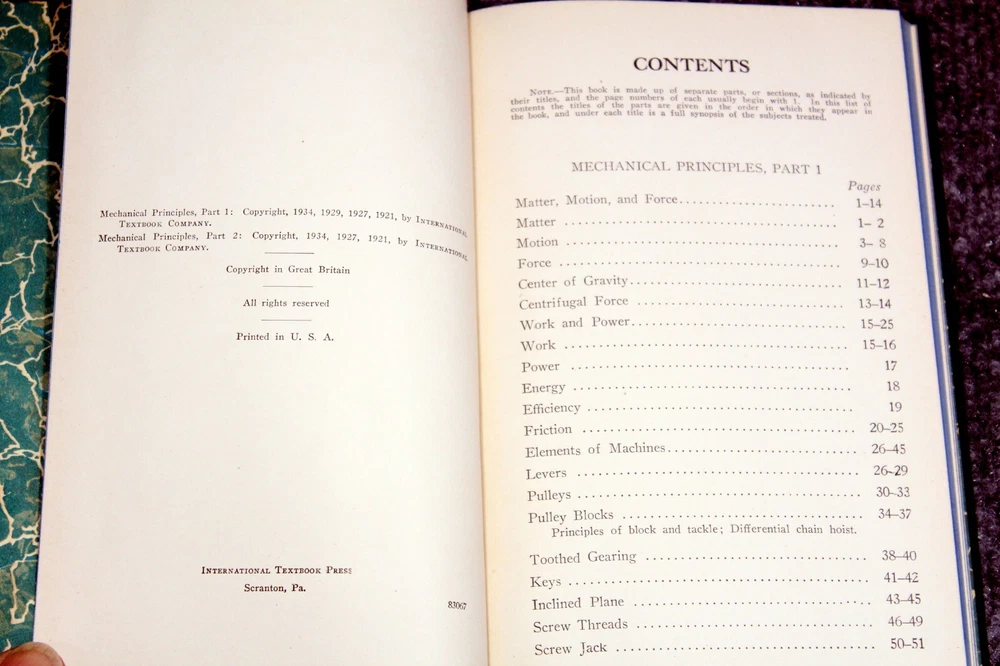 Mechanical Principles, Part 1: Copyright, 1934, 1929, 1927, 1921, by INTERNATIONAL
TEXTBOOK COMPANY.
Mechanical Principles, Part 2: Copyright, 1934, 1927, 1921, by INTERNATIONAL
TEXTBOOK COMPANY.
Copyright in Great Britain
All rights reserved
Printed in U. S. A.
INTERNATIONAL TEXTBOOK PRESS
Scranton, Pa.
83067
CONTENTS
NOTE.—This book is made up of separate parts, or sections, as indicated by
their titles, and the page numbers of each usually begin with 1. In this list of
contents the titles of the parts are given in the order in which they appear in
the book, and under each title is a full synopsis of the subjects treated.
MECHANICAL PRINCIPLES, PART 1
Pages
Matter, Motion, and Force 1–14
Matter 1– 2
Motion 3– 8
Force 9–10
Center of Gravity 11–12
Centrifugal Force 13–14
Work and Power 15–25
Work 15–16
Power 17
Energy 18
Efficiency 19
Friction 20–25
Elements of Machines 26–45
Levers 26–29
Pulleys 30–33
Pulley Blocks 34–37
Principles of block and tackle; Differential chain hoist.
Toothed Gearing 38–40
Keys 41–42
Inclined Plane 43–45
Screw Threads 46–49
Screw Jack 50–51